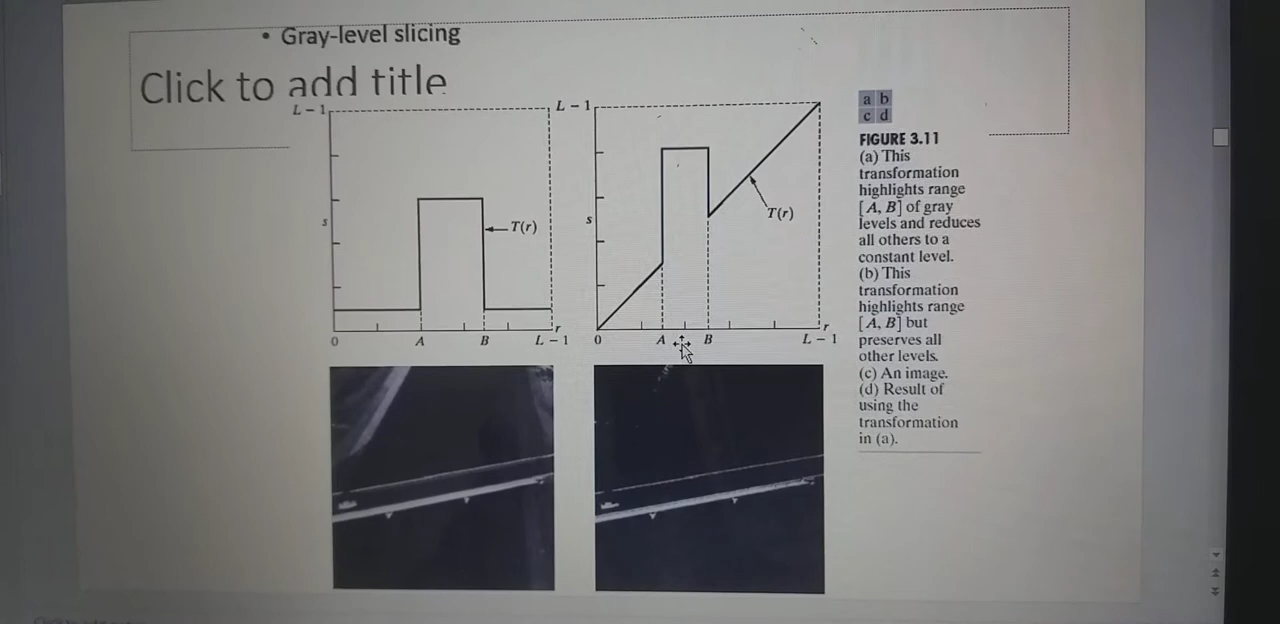 • Gray-level slicing
Click to add title
L – 1
L – 1
s
T(r)
r
0 A B L – 1
s
T(r)
r
0 A B L – 1
a b
c d
FIGURE 3.11
(a) This
transformation
highlights range
[A, B] of gray
levels and reduces
all others to a
constant level.
(b) This
transformation
highlights range
[A, B] but
preserves all
other levels.
(c) An image.
(d) Result of
using the
transformation
in (a).